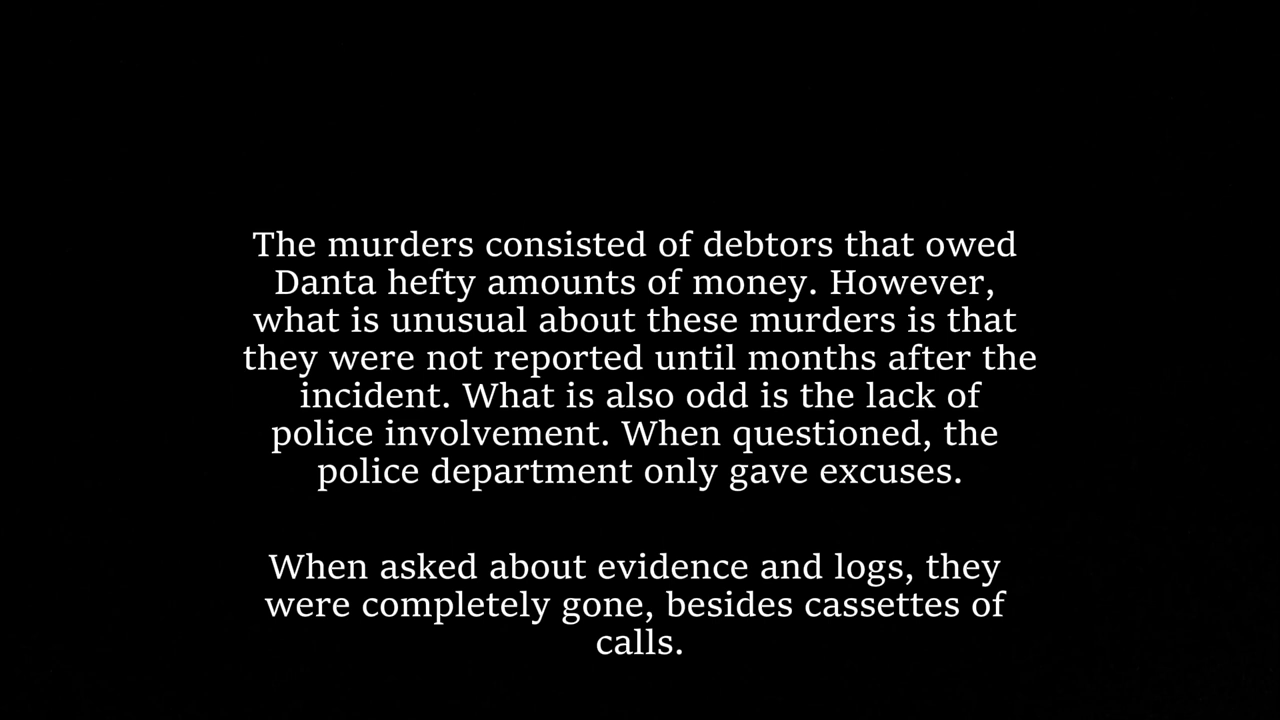 The murders consisted of debtors that owed
Danta hefty amounts of money. However,
what is unusual about these murders is that
they were not reported until months after the
incident. What is also odd is the lack of
police involvement. When questioned, the
police department only gave excuses.
When asked about evidence and logs, they
were completely gone, besides cassettes of
calls.